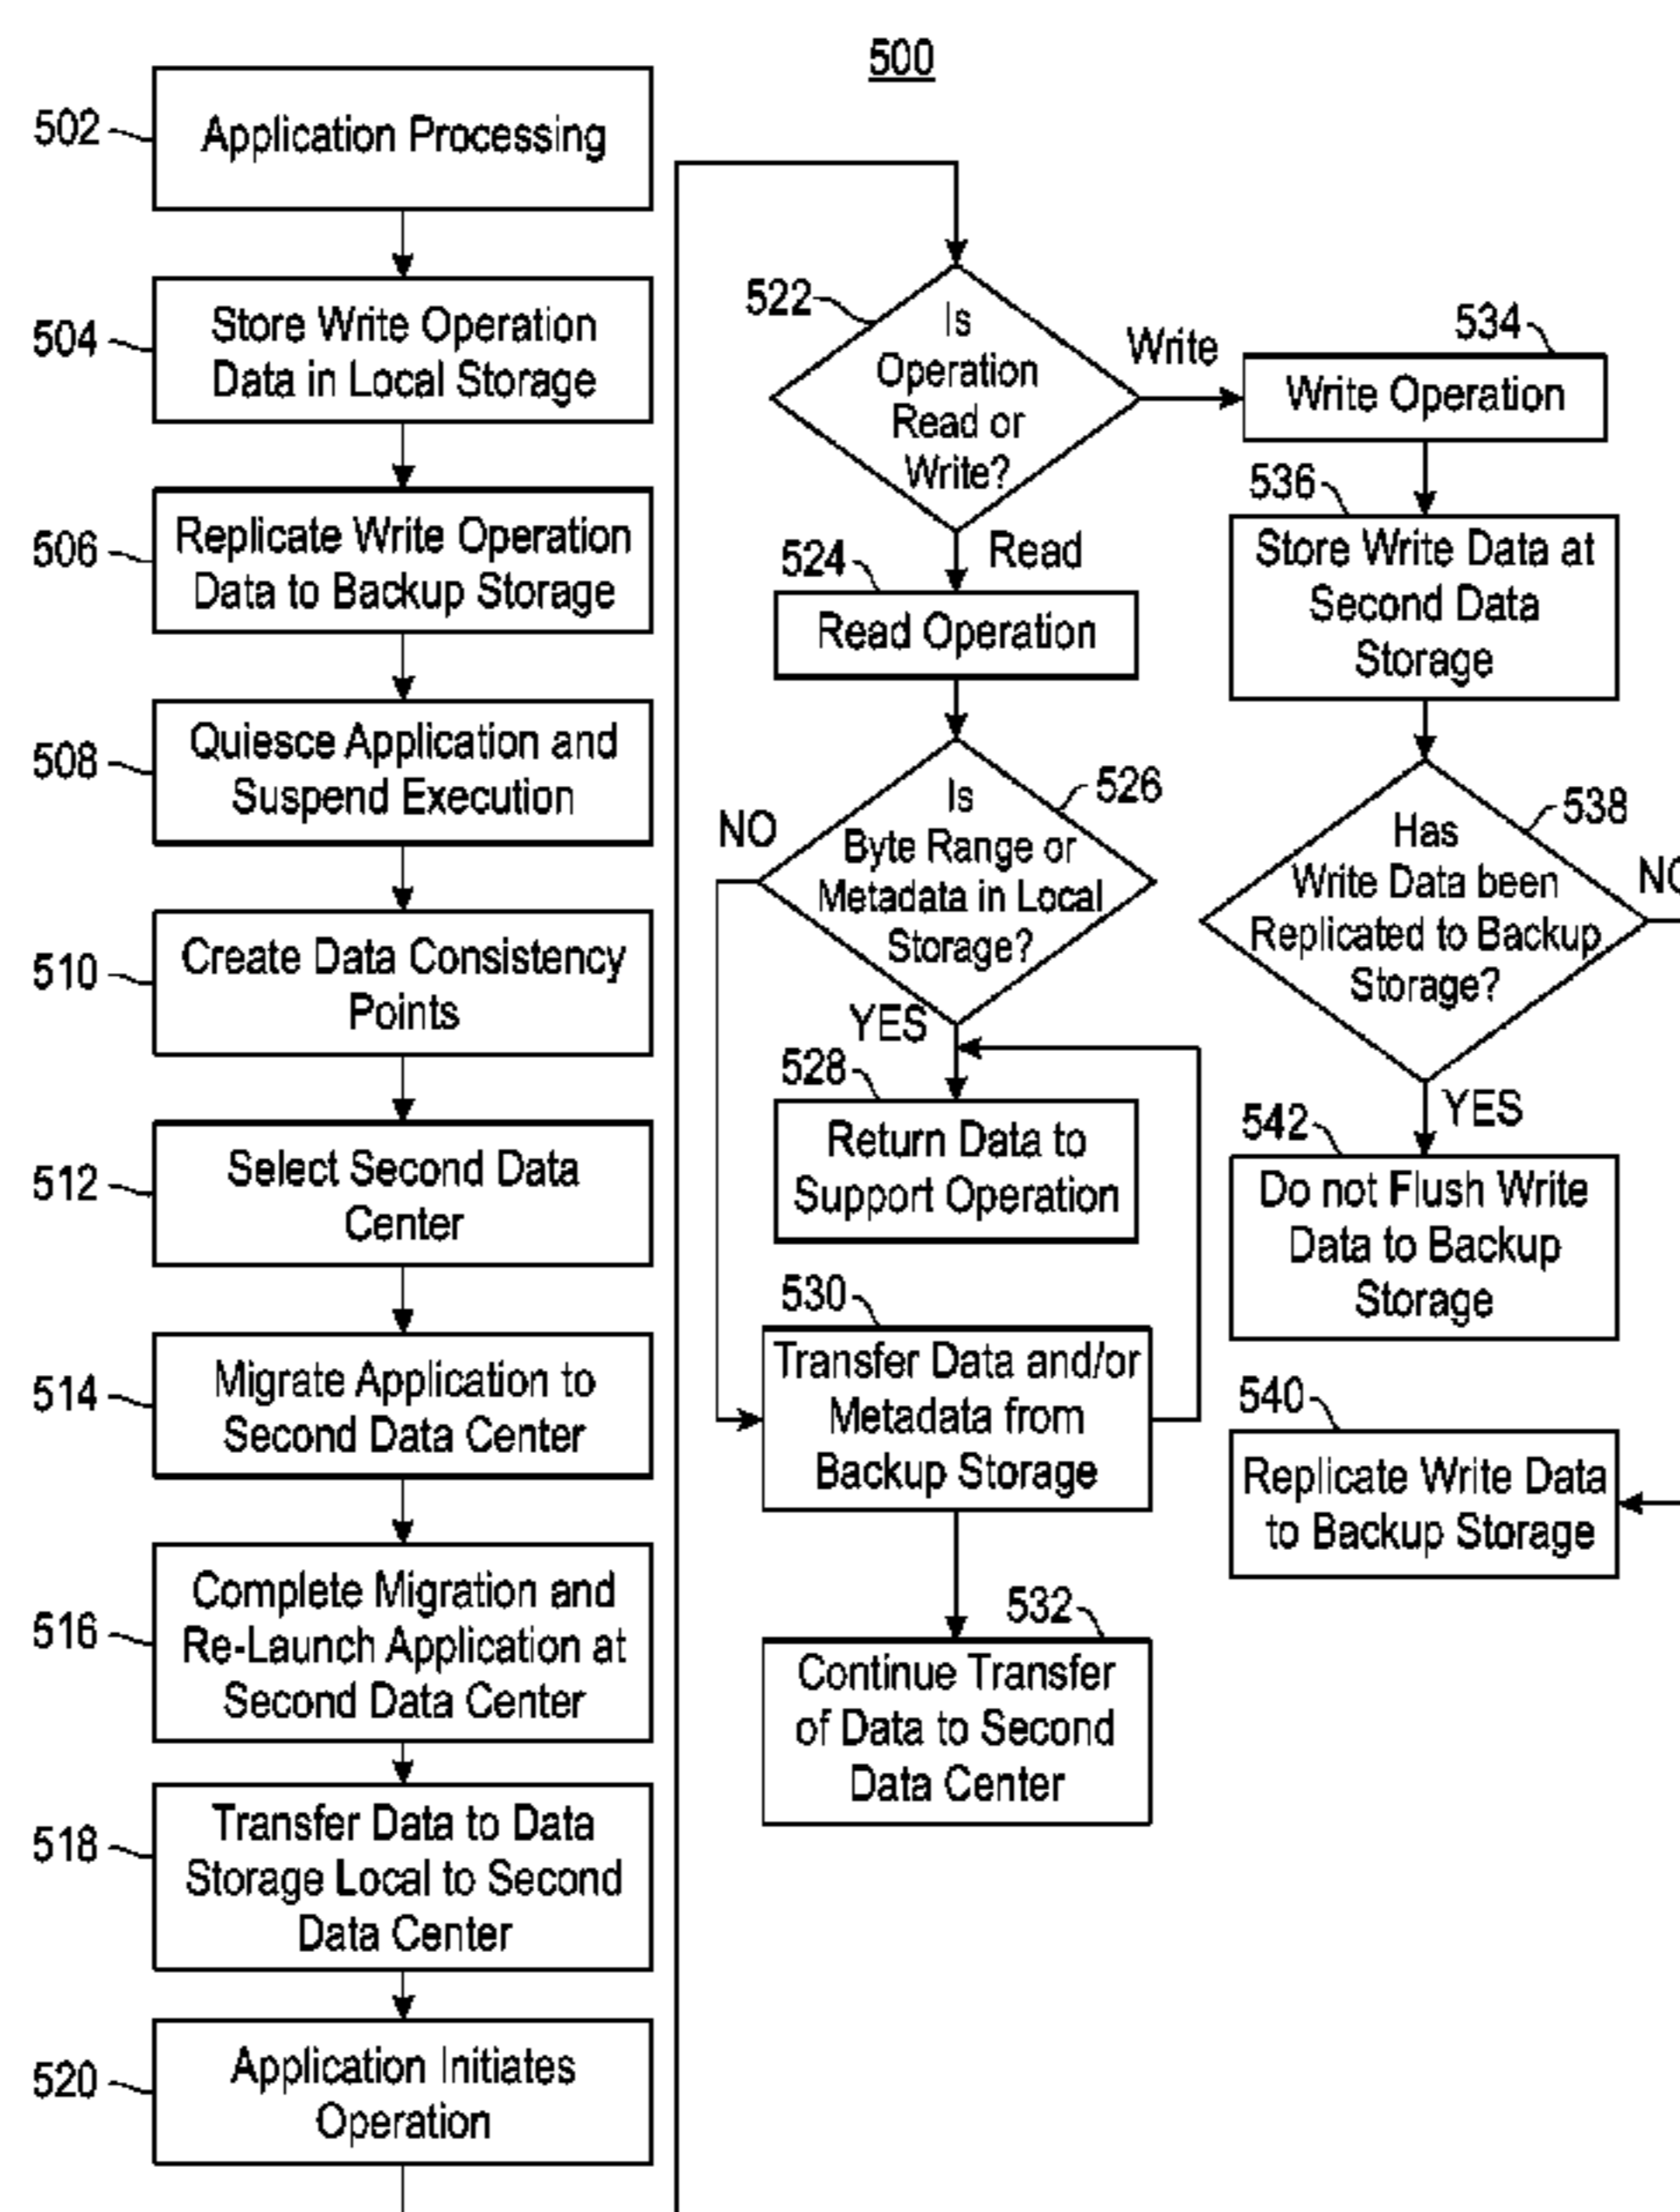 500
502
Application Processing
504
Store Write Operation
Data in Local Storage
506
Replicate Write Operation
Data to Backup Storage
508
Quiesce Application and
Suspend Execution
510
Create Data Consistency
Points
512
Select Second Data
Center
514
Migrate Application to
Second Data Center
516
Complete Migration and
Re-Launch Application at
Second Data Center
518
Transfer Data to Data
Storage Local to Second
Data Center
520
Application Initiates
Operation
522
Is
Operation
Read or
Write?
Write
Read
524
Read Operation
526
Is
Byte Range or
Metadata in Local
Storage?
NO
YES
528
Return Data to
Support Operation
530
Transfer Data and/or
Metadata from
Backup Storage
532
Continue Transfer
of Data to Second
Data Center
534
Write Operation
536
Store Write Data at
Second Data
Storage
538
Has
Write Data been
Replicated to Backup
Storage?
NO
YES
542
Do not Flush Write
Data to Backup
Storage
540
Replicate Write Data
to Backup Storage